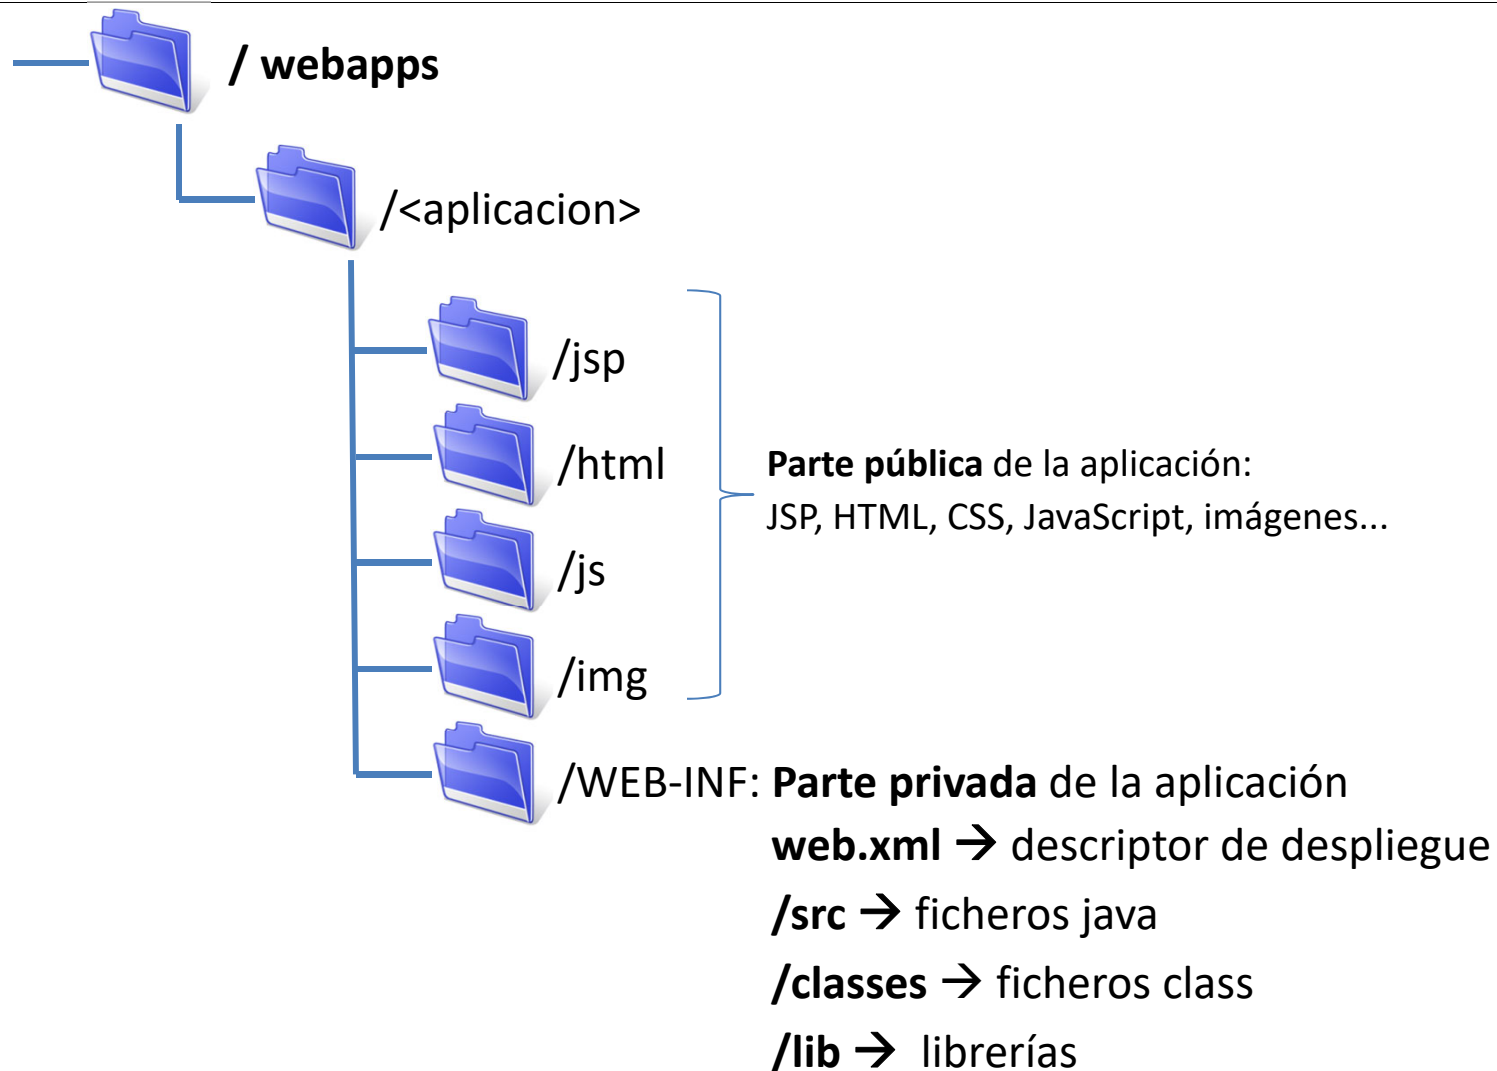 / webapps
/<aplicacion>
/jsp
/html
Parte pública de la aplicación:
JSP, HTML, CSS, JavaScript, imágenes...
/js
/img
/WEB-INF: Parte privada de la aplicación
web.xml → descriptor de despliegue
/src → ficheros java
/classes → ficheros class
/lib → librerías